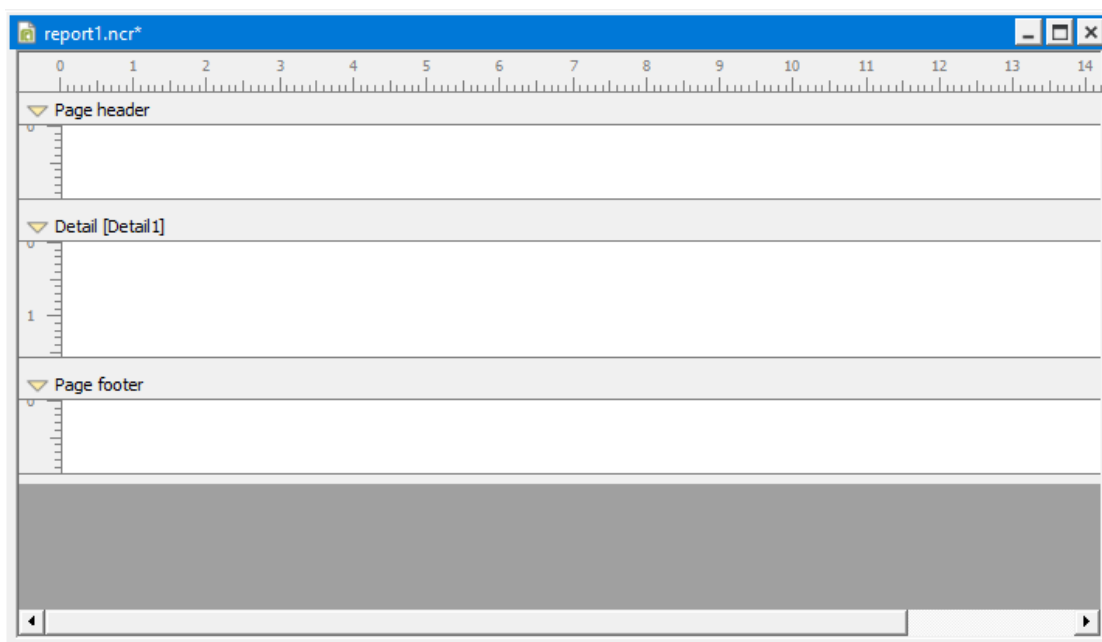 report1.ncr*
0 1 2 3 4 5 6 7 8 9 10 11 12 13 14
Page header
0
Detail [Detail1]
0
1
Page footer
0